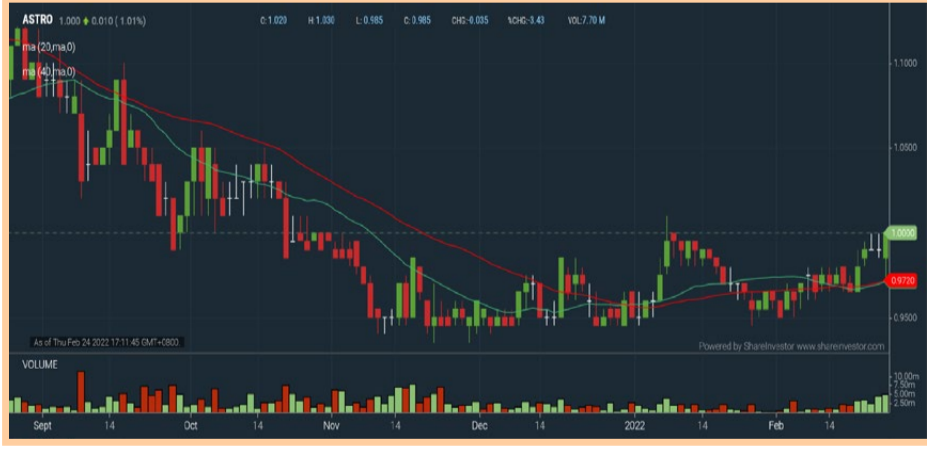 ASTRO 1.000 0.010 ( 1.01%) C:1.020 H:1.030 L:0.985 C:0.985 CHG:-0.035 %CHG:-3.43 VOL:7.70 M
ma (20,ma,0)
ma (40,ma,0)
1.1000
1.0500
1.0000
0.9720
0.9500
As of Thu Feb 24 2022 17:11:45 GMT+0800.
Powered by ShareInvestor www.shareinvestor.com
VOLUME
10.00m
7.50m
5.00m
2.50m
Sept 14 Oct 14 Nov 14 Dec 14 2022 Feb 14